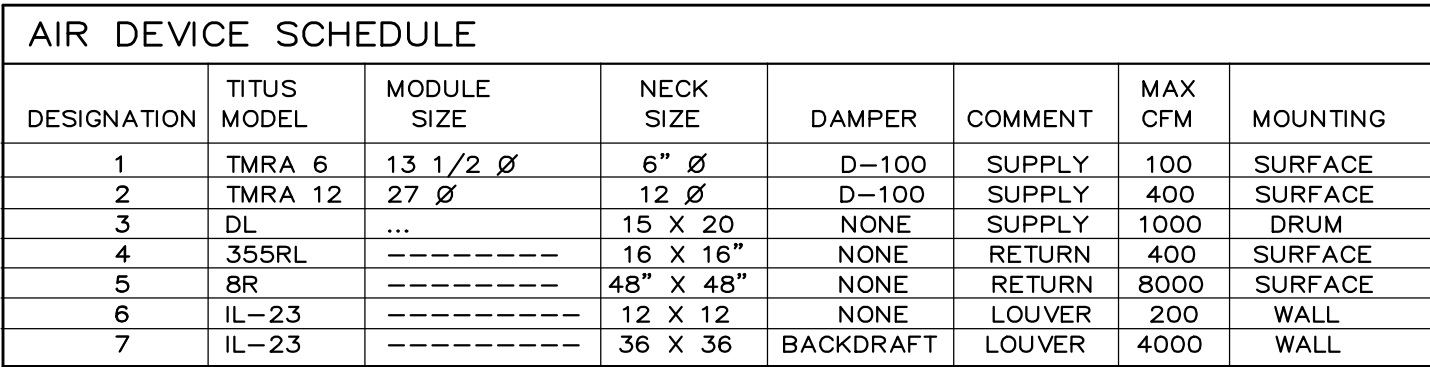 AIR DEVICE SCHEDULE
DESIGNATION TITUS MODEL MODULE SIZE NECK SIZE DAMPER COMMENT MAX CFM MOUNTING
1 TMRA 6 13 1/2 Ø 6" Ø D-100 SUPPLY 100 SURFACE
2 TMRA 12 27 Ø 12 Ø D-100 SUPPLY 400 SURFACE
3 DL ... 15 X 20 NONE SUPPLY 1000 DRUM
4 355RL -------- 16 X 16" NONE RETURN 400 SURFACE
5 8R -------- 48" X 48" NONE RETURN 8000 SURFACE
6 IL-23 --------- 12 X 12 NONE LOUVER 200 WALL
7 IL-23 --------- 36 X 36 BACKDRAFT LOUVER 4000 WALL